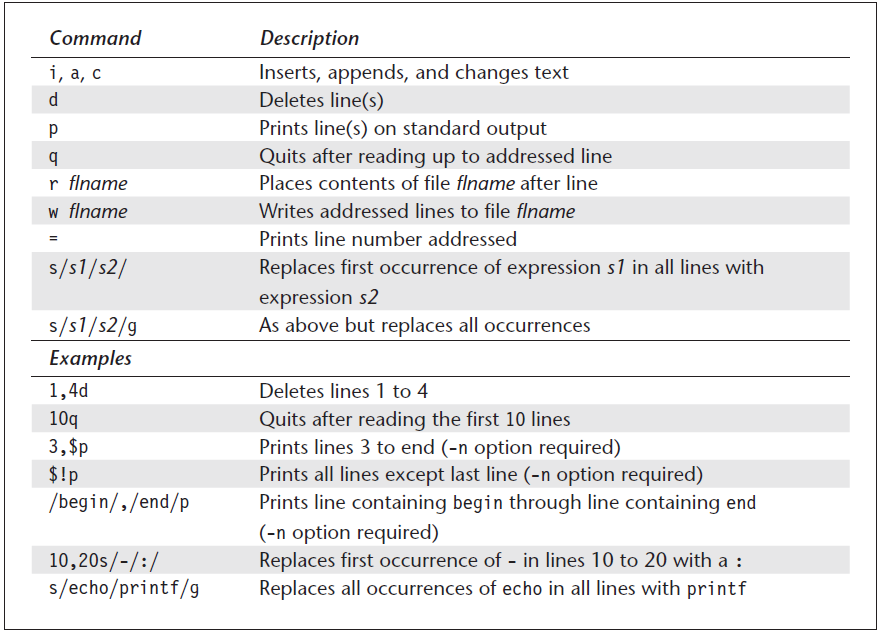 Command Description
i, a, c Inserts, appends, and changes text
d Deletes line(s)
p Prints line(s) on standard output
q Quits after reading up to addressed line
r flname Places contents of file flname after line
w flname Writes addressed lines to file flname
= Prints line number addressed
s/s1/s2/ Replaces first occurrence of expression s1 in all lines with
expression s2
s/s1/s2/g As above but replaces all occurrences
Examples
1,4d Deletes lines 1 to 4
10q Quits after reading the first 10 lines
3,$p Prints lines 3 to end (-n option required)
$!p Prints all lines except last line (-n option required)
/begin/,/end/p Prints line containing begin through line containing end
(-n option required)
10,20s/-/:/ Replaces first occurrence of - in lines 10 to 20 with a :
s/echo/printf/g Replaces all occurrences of echo in all lines with printf